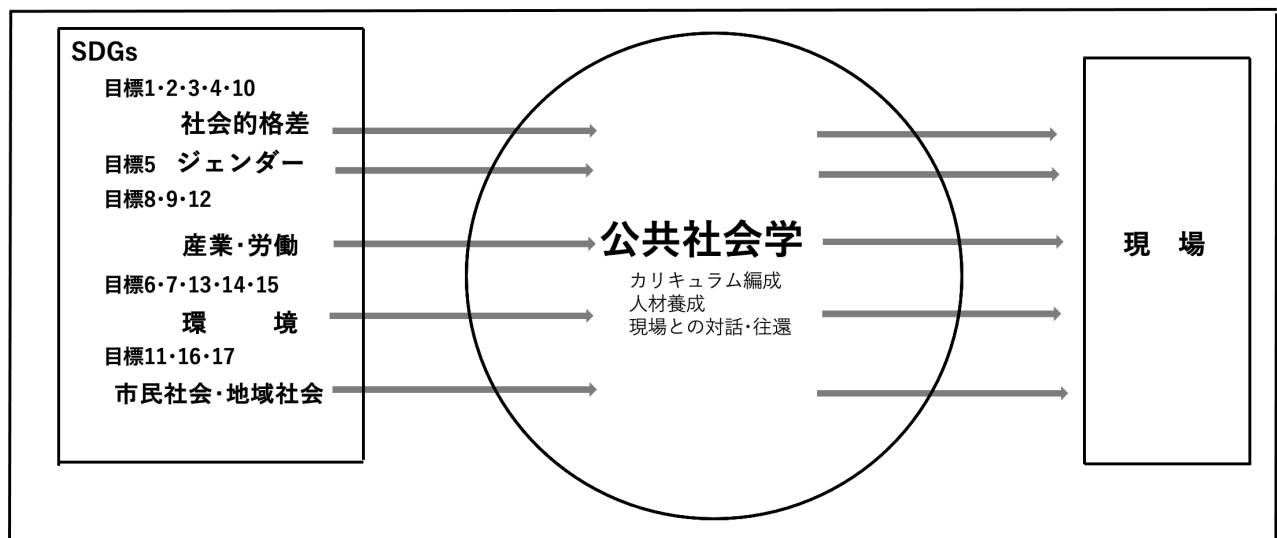 SDGs
目標1・2・3・4・10
社会的格差
目標5 ジェンダー
目標8・9・12
産業・労働
目標6・7・13・14・15
環 境
目標11・16・17
市民社会・地域社会
公共社会学
カリキュラム編成
人材養成
現場との対話・往還
現 場